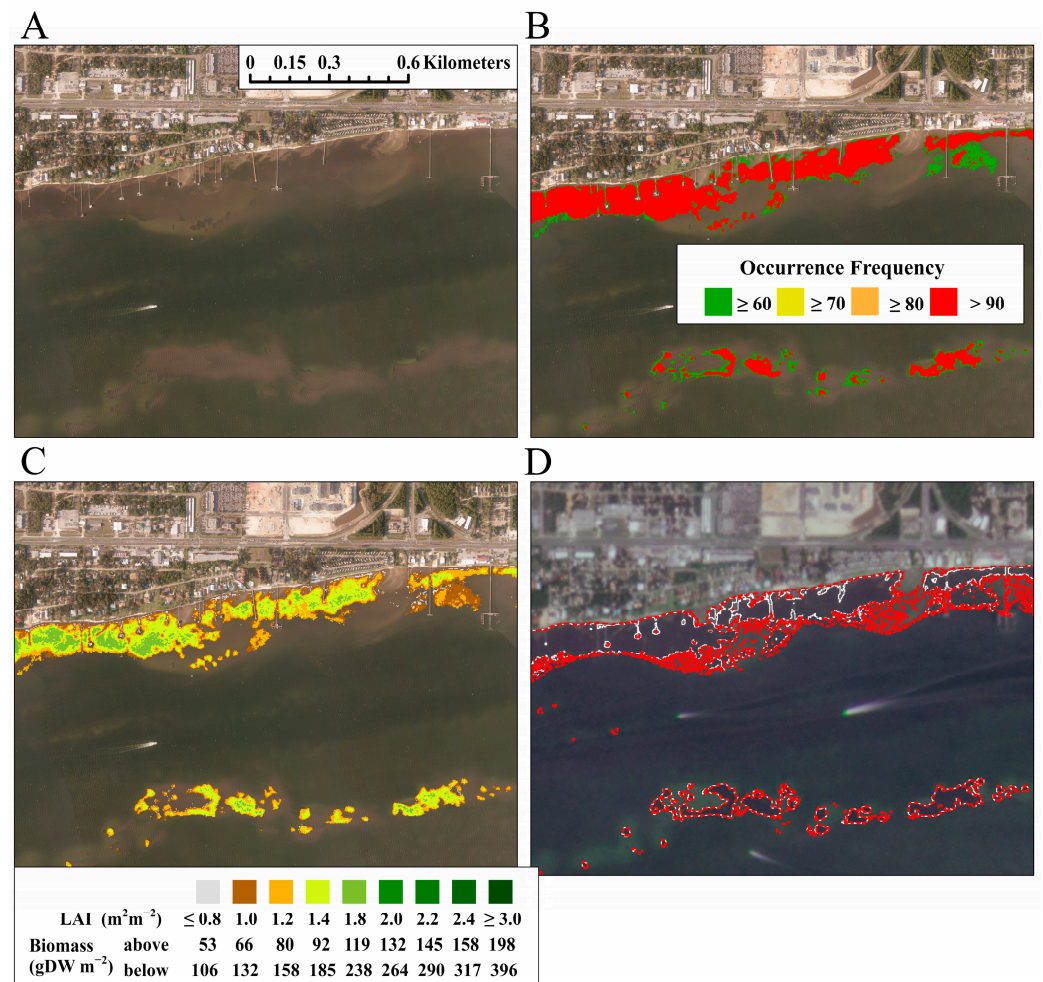 A
B
0 0.15 0.3 0.6 Kilometers
Occurrence Frequency
≥ 60 ≥ 70 ≥ 80 > 90
C
D
LAI (m²m⁻²) ≤ 0.8 1.0 1.2 1.4 1.8 2.0 2.2 2.4 ≥ 3.0
Biomass above 53 66 80 92 119 132 145 158 198
(gDW m⁻²) below 106 132 158 185 238 264 290 317 396